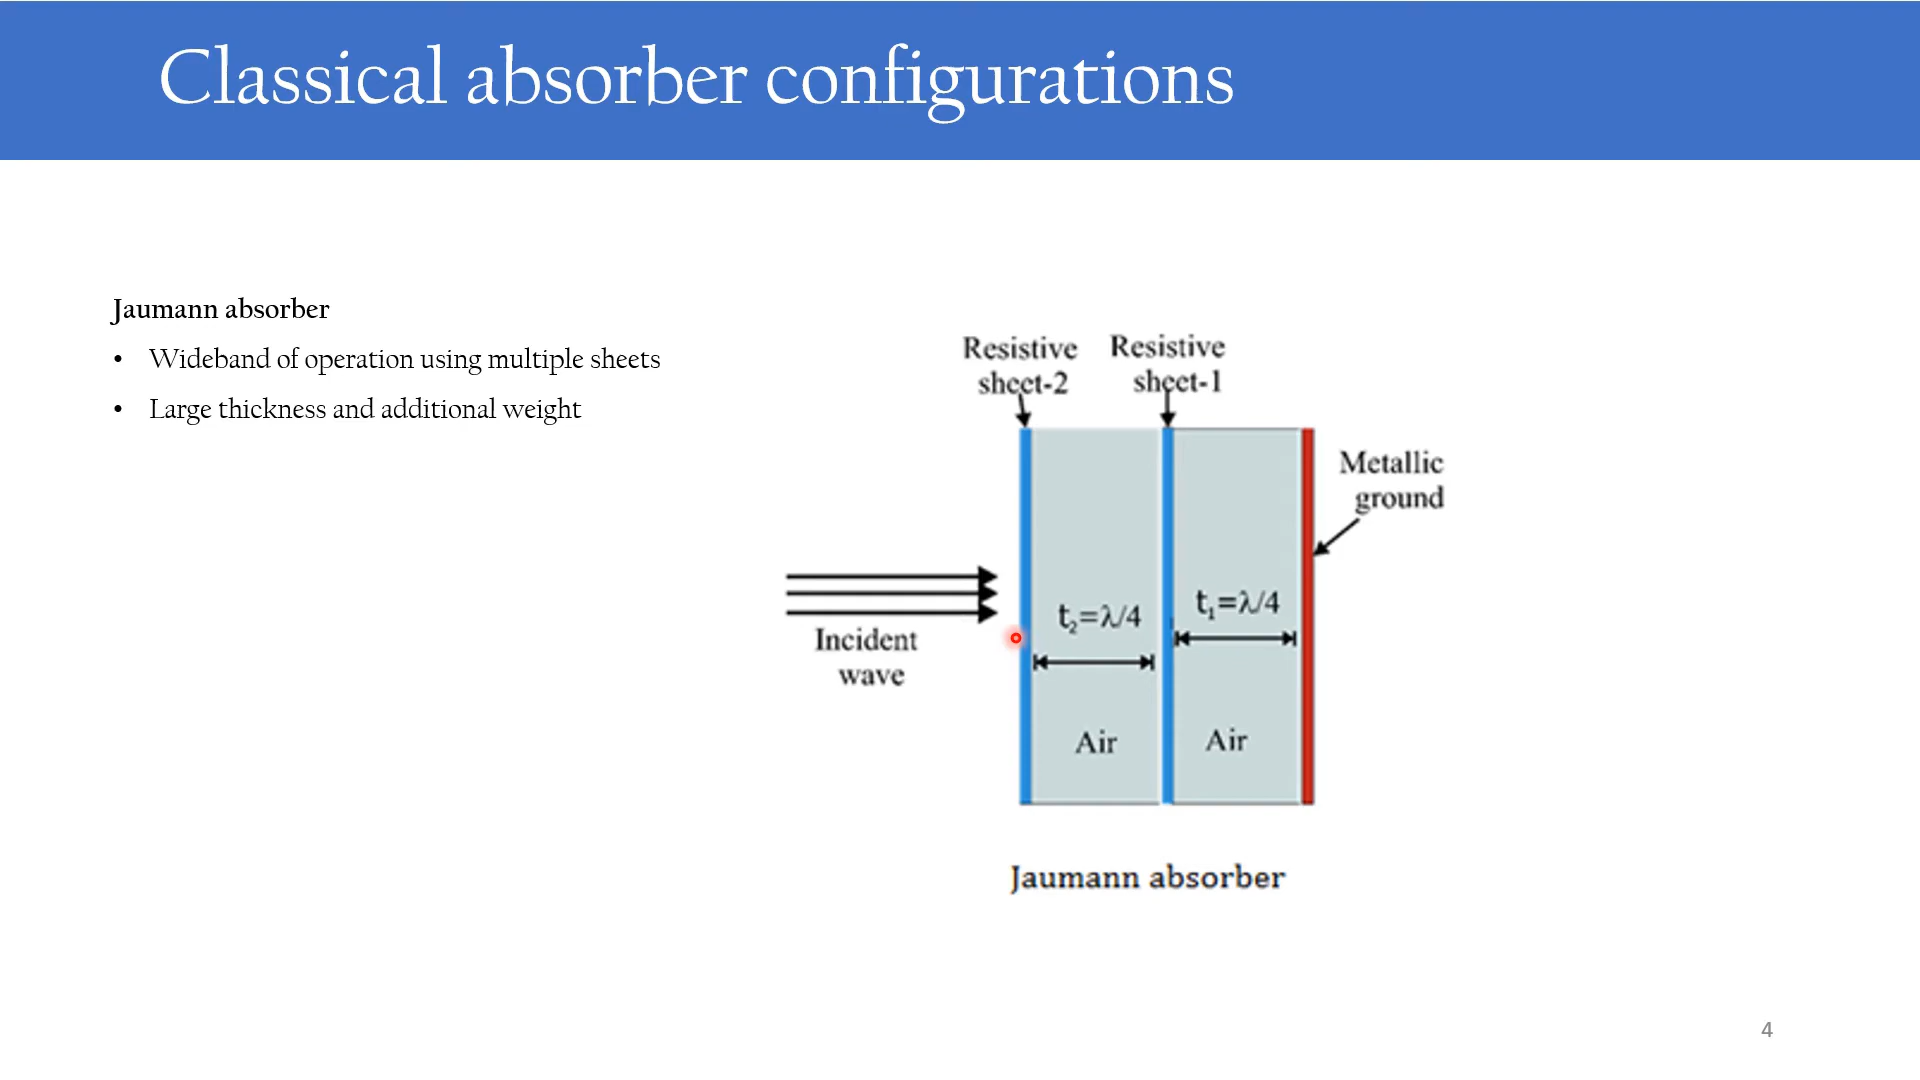 Classical absorber configurations
Jaumann absorber
• Wideband of operation using multiple sheets
• Large thickness and additional weight
Resistive
sheet-2
Resistive
sheet-1
Metallic
ground
t₂=λ/4
t₁=λ/4
Incident
wave
Air
Air
Jaumann absorber
4